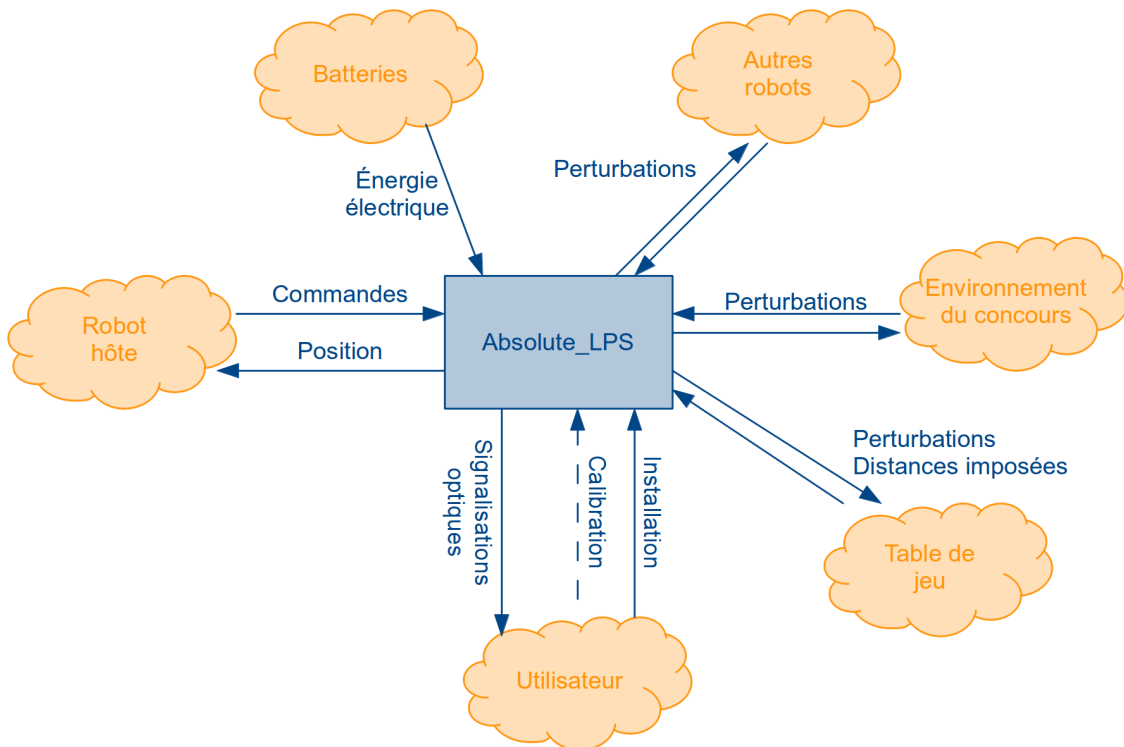 Batteries
Autres
robots
Énergie
électrique
Perturbations
Commandes
Robot
hôte
Position
Absolute_LPS
Perturbations
Environnement
du concours
Perturbations
Distances imposées
Signalisations
optiques
Calibration
Installation
Table de
jeu
Utilisateur